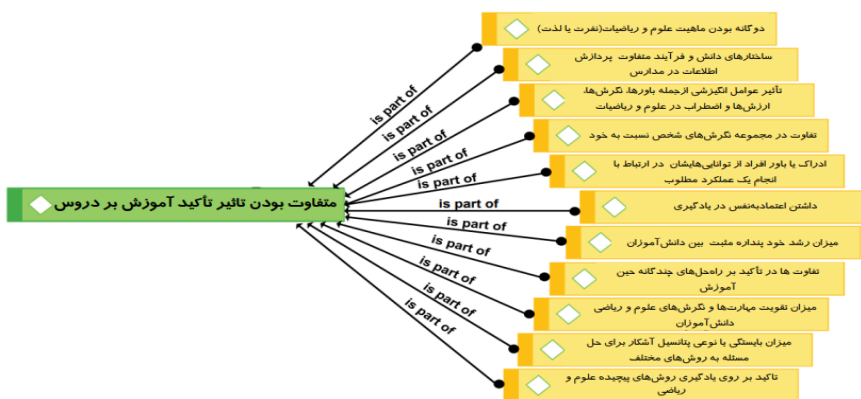 دوگانه بودن ماهیت علوم و ریاضیات(نفرت یا لذت)
is part of
ساختارهای دانش و فرآیند متفاوت پردازش
اطلاعات در مدارس
is part of
تأثیر عوامل انگیزشی ازجمله باورها، نگرش‌ها،
ارزش‌ها و اضطراب در علوم و ریاضیات
is part of
تفاوت در مجموعه نگرش‌های شخص نسبت به خود
is part of
ادراک یا باور افراد از توانایی‌هایشان در ارتباط با
انجام یک عملکرد مطلوب
is part of
متفاوت بودن تاثیر تأکید آموزش بر دروس
داشتن اعتمادبه‌نفس در یادگیری
is part of
میزان رشد خود پنداره مثبت بین دانش‌آموزان
is part of
تفاوت ها در تأکید بر راه‌حل‌های چندگانه حین
آموزش
is part of
میزان تقویت مهارت‌ها و نگرش‌های علوم و ریاضی
دانش‌آموزان
is part of
میزان بایستگی یا نوعی پتانسیل آشکار برای حل
مسئله به روش‌های مختلف
is part of
تاکید بر روی یادگیری روش‌های پیچیده علوم و
ریاضی
is part of